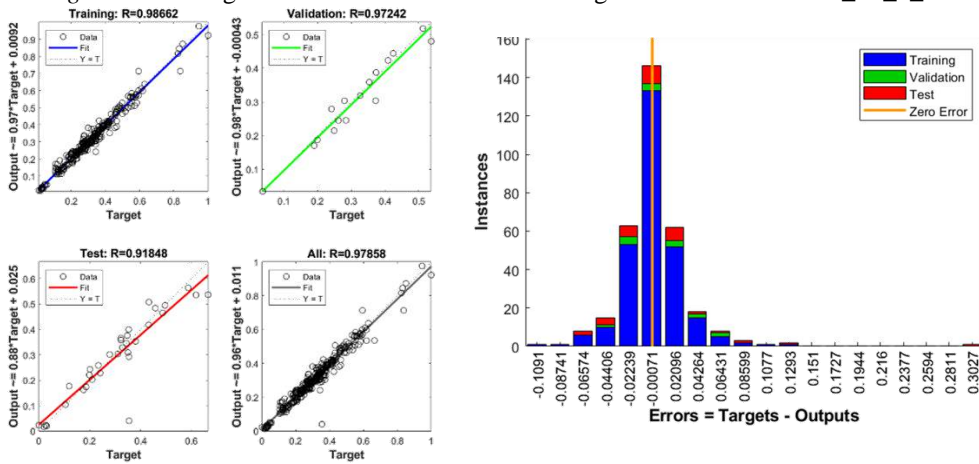 Training: R=0.98662
Output ~= 0.97*Target + 0.0092
0.9
0.8
0.7
0.6
0.5
0.4
0.3
0.2
0.1
Data
Fit
Y = T
0.2
0.4
0.6
0.8
1
Target
Validation: R=0.97242
Output ~= 0.98*Target + -0.00043
0.5
0.4
0.3
0.2
0.1
Data
Fit
Y = T
0.1
0.2
0.3
0.4
0.5
Target
Test: R=0.91848
Output ~= 0.88*Target + 0.025
0.6
0.5
0.4
0.3
0.2
0.1
0
Data
Fit
Y = T
0
0.2
0.4
0.6
Target
All: R=0.97858
Output ~= 0.96*Target + 0.011
1
0.8
0.6
0.4
0.2
0
Data
Fit
Y = T
0
0.2
0.4
0.6
0.8
1
Target
Instances
160
140
120
100
80
60
40
20
0
Training
Validation
Test
Zero Error
-0.1091
-0.08741
-0.06574
-0.04406
-0.02239
-0.00071
0.02096
0.04264
0.06431
0.08599
0.1077
0.1293
0.151
0.1727
0.1944
0.216
0.2377
0.2594
0.2811
0.3027
Errors = Targets - Outputs